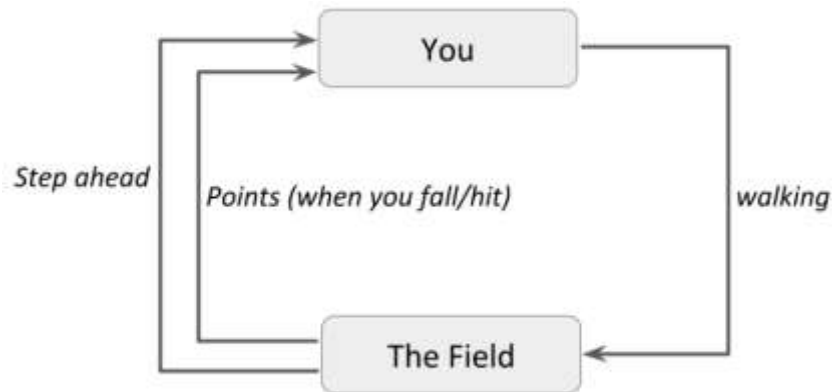 You
Step ahead
Points (when you fall/hit)
walking
The Field